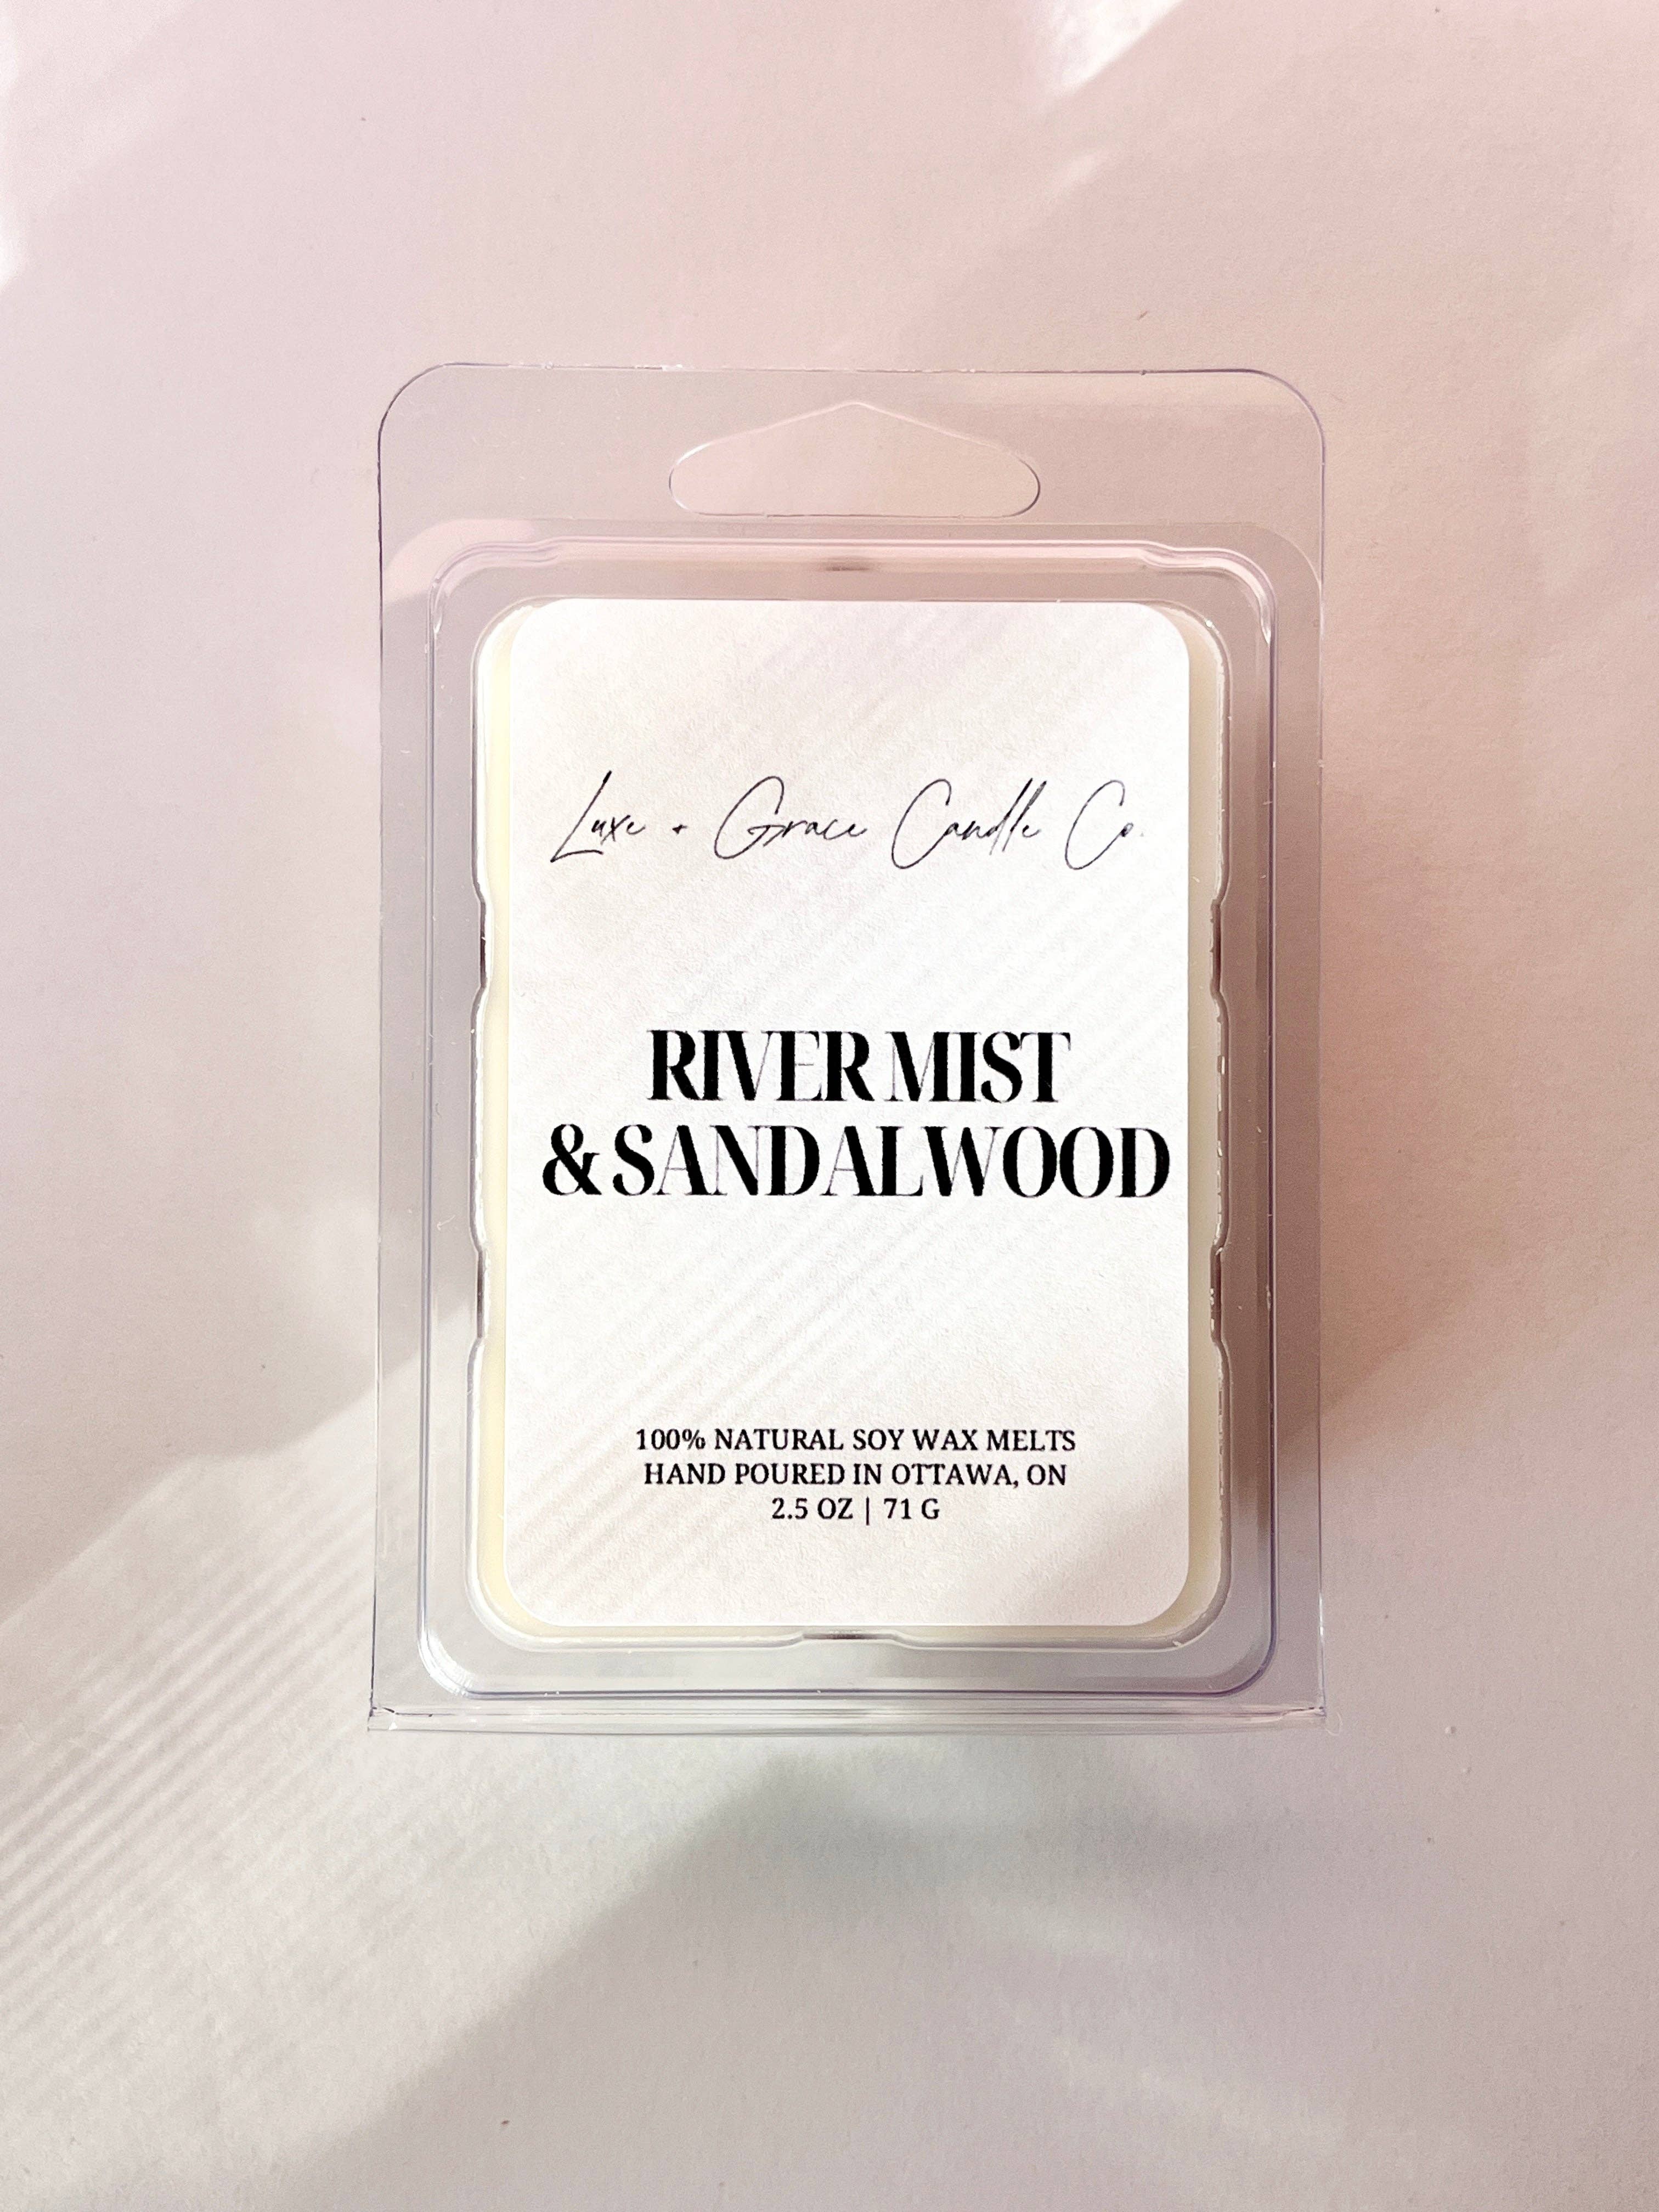 Luxe + Grace Candle Co.
RIVER MIST
& SANDALWOOD
100% NATURAL SOY WAX MELTS
HAND POURED IN OTTAWA, ON
2.5 OZ | 71 G